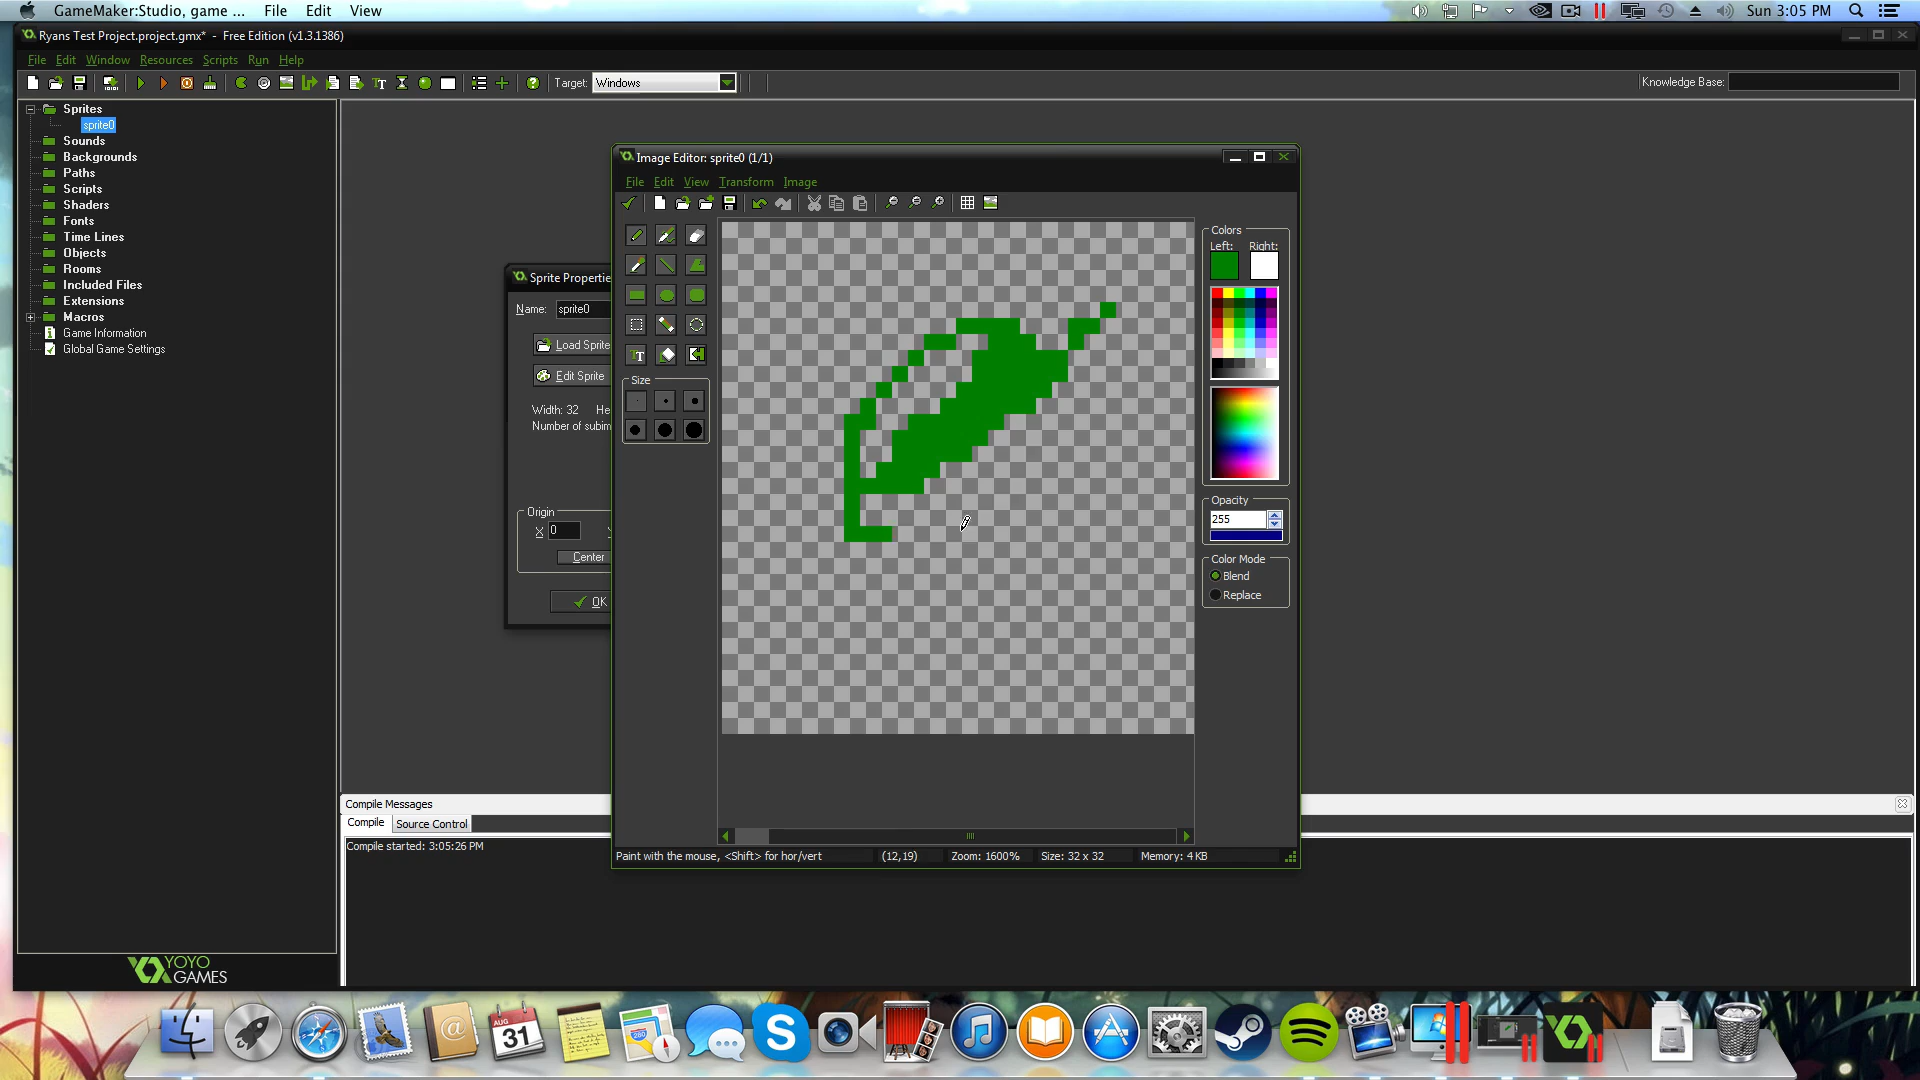 GameMaker:Studio, game ... File Edit View
Sun 3:05 PM
Ryans Test Project.project.gmx* - Free Edition (v1.3.1386)
File Edit Window Resources Scripts Run Help
Target: Windows
Knowledge Base:
Sprites
sprite0
Sounds
Backgrounds
Paths
Scripts
Shaders
Fonts
Time Lines
Objects
Rooms
Included Files
Extensions
Macros
Game Information
Global Game Settings
YOYO
GAMES
Sprite Properti
Name: sprite0
Load Sprite
Edit Sprite
Width: 32 He
Number of subim
Origin
X 0
Center
OK
Image Editor: sprite0 (1/1)
File Edit View Transform Image
TT
Size
Colors
Left: Right:
Opacity
255
Color Mode
Blend
Replace
Paint with the mouse, <Shift> for hor/vert (12,19) Zoom: 1600% Size: 32 x 32 Memory: 4 KB
Compile Messages
Compile Source Control
Compile started: 3:05:26 PM
AUG
31
280